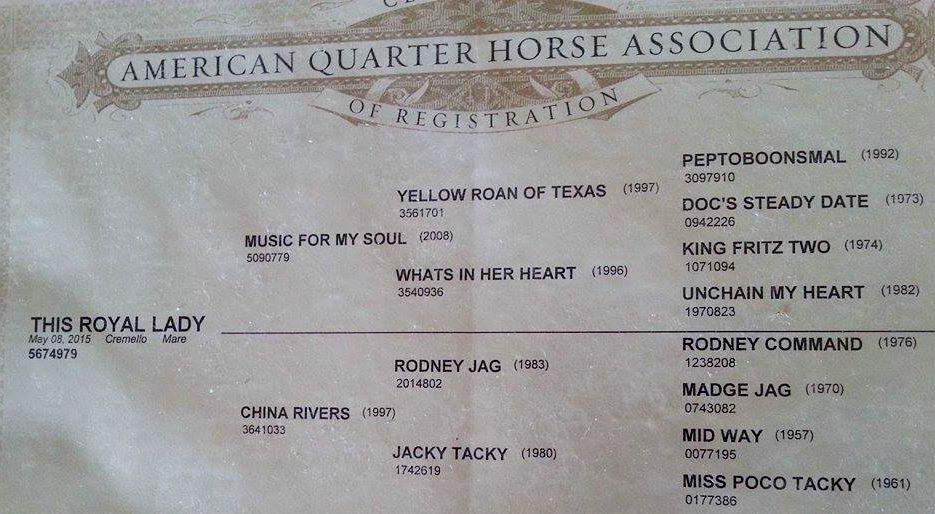 AMERICAN QUARTER HORSE ASSOCIATION
OF REGISTRATION
PEPTOBOONSMAL (1992)
3097910
YELLOW ROAN OF TEXAS (1997)
3561701
DOC'S STEADY DATE (1973)
0942226
MUSIC FOR MY SOUL (2008)
5090779
KING FRITZ TWO (1974)
1071094
WHATS IN HER HEART (1996)
3540936
UNCHAIN MY HEART (1982)
1970823
THIS ROYAL LADY
May 08, 2015 Cremello Mare
5674979
RODNEY COMMAND (1976)
1238208
RODNEY JAG (1983)
2014802
MADGE JAG (1970)
0743082
CHINA RIVERS (1997)
3641033
MID WAY (1957)
0077195
JACKY TACKY (1980)
1742619
MISS POCO TACKY (1961)
0177386